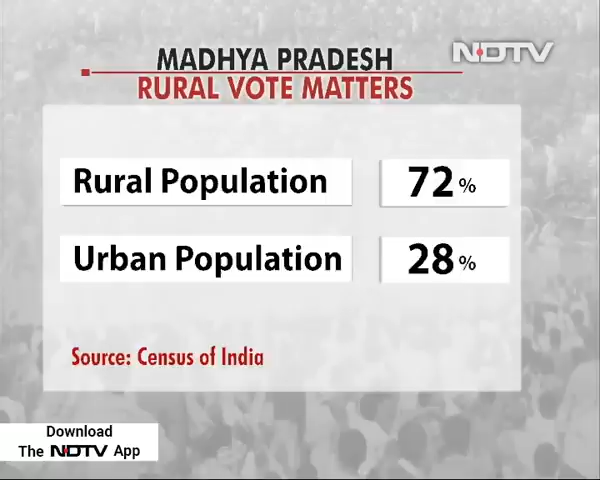 MADHYA PRADESH
NDTV
RURAL VOTE MATTERS
Rural Population 72 %
Urban Population 28 %
Source: Census of India
Download
The NDTV App